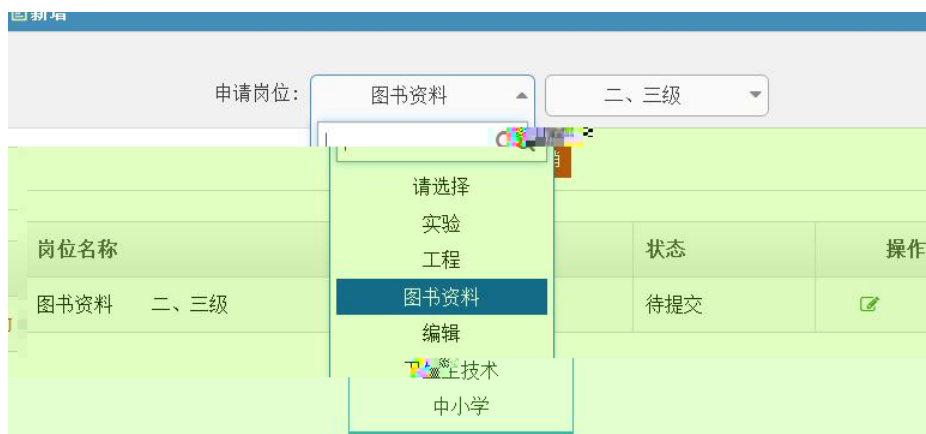 新增
申请岗位: 图书资料 二、三级
请选择
实验
岗位名称 状态 操作
工程
图书资料 二、三级 图书资料 待提交
编辑
生技术
中小学